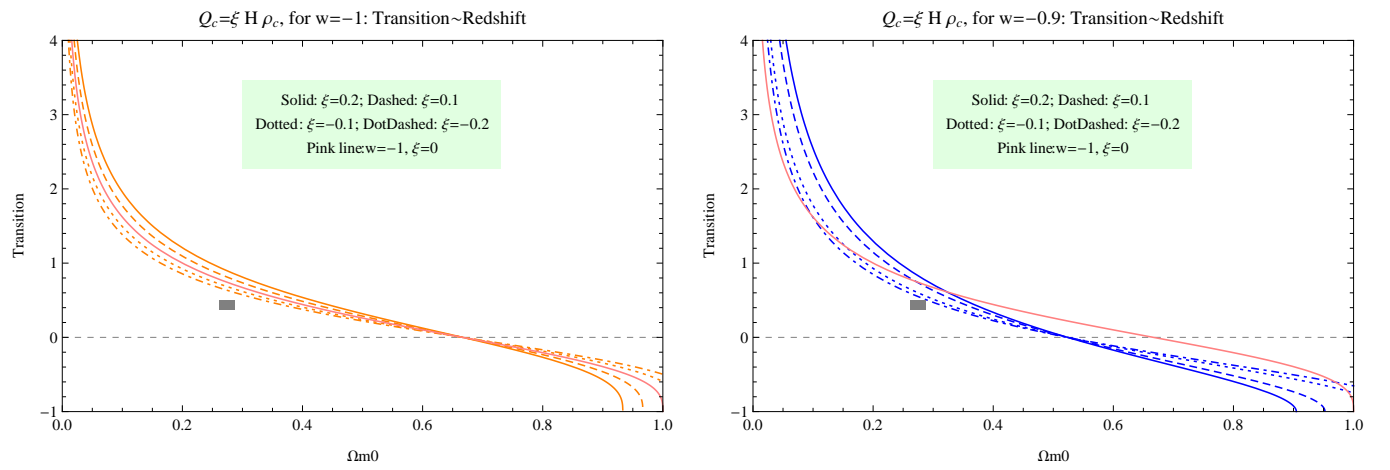 Q_c=ξ H ρ_c, for w=−1: Transition~Redshift
4
3
2
1
0
−1
Transition
Solid: ξ=0.2; Dashed: ξ=0.1
Dotted: ξ=−0.1; DotDashed: ξ=−0.2
Pink line:w=−1, ξ=0
0.0 0.2 0.4 0.6 0.8 1.0
Ωm0
Q_c=ξ H ρ_c, for w=−0.9: Transition~Redshift
4
3
2
1
0
−1
Transition
Solid: ξ=0.2; Dashed: ξ=0.1
Dotted: ξ=−0.1; DotDashed: ξ=−0.2
Pink line:w=−1, ξ=0
0.0 0.2 0.4 0.6 0.8 1.0
Ωm0